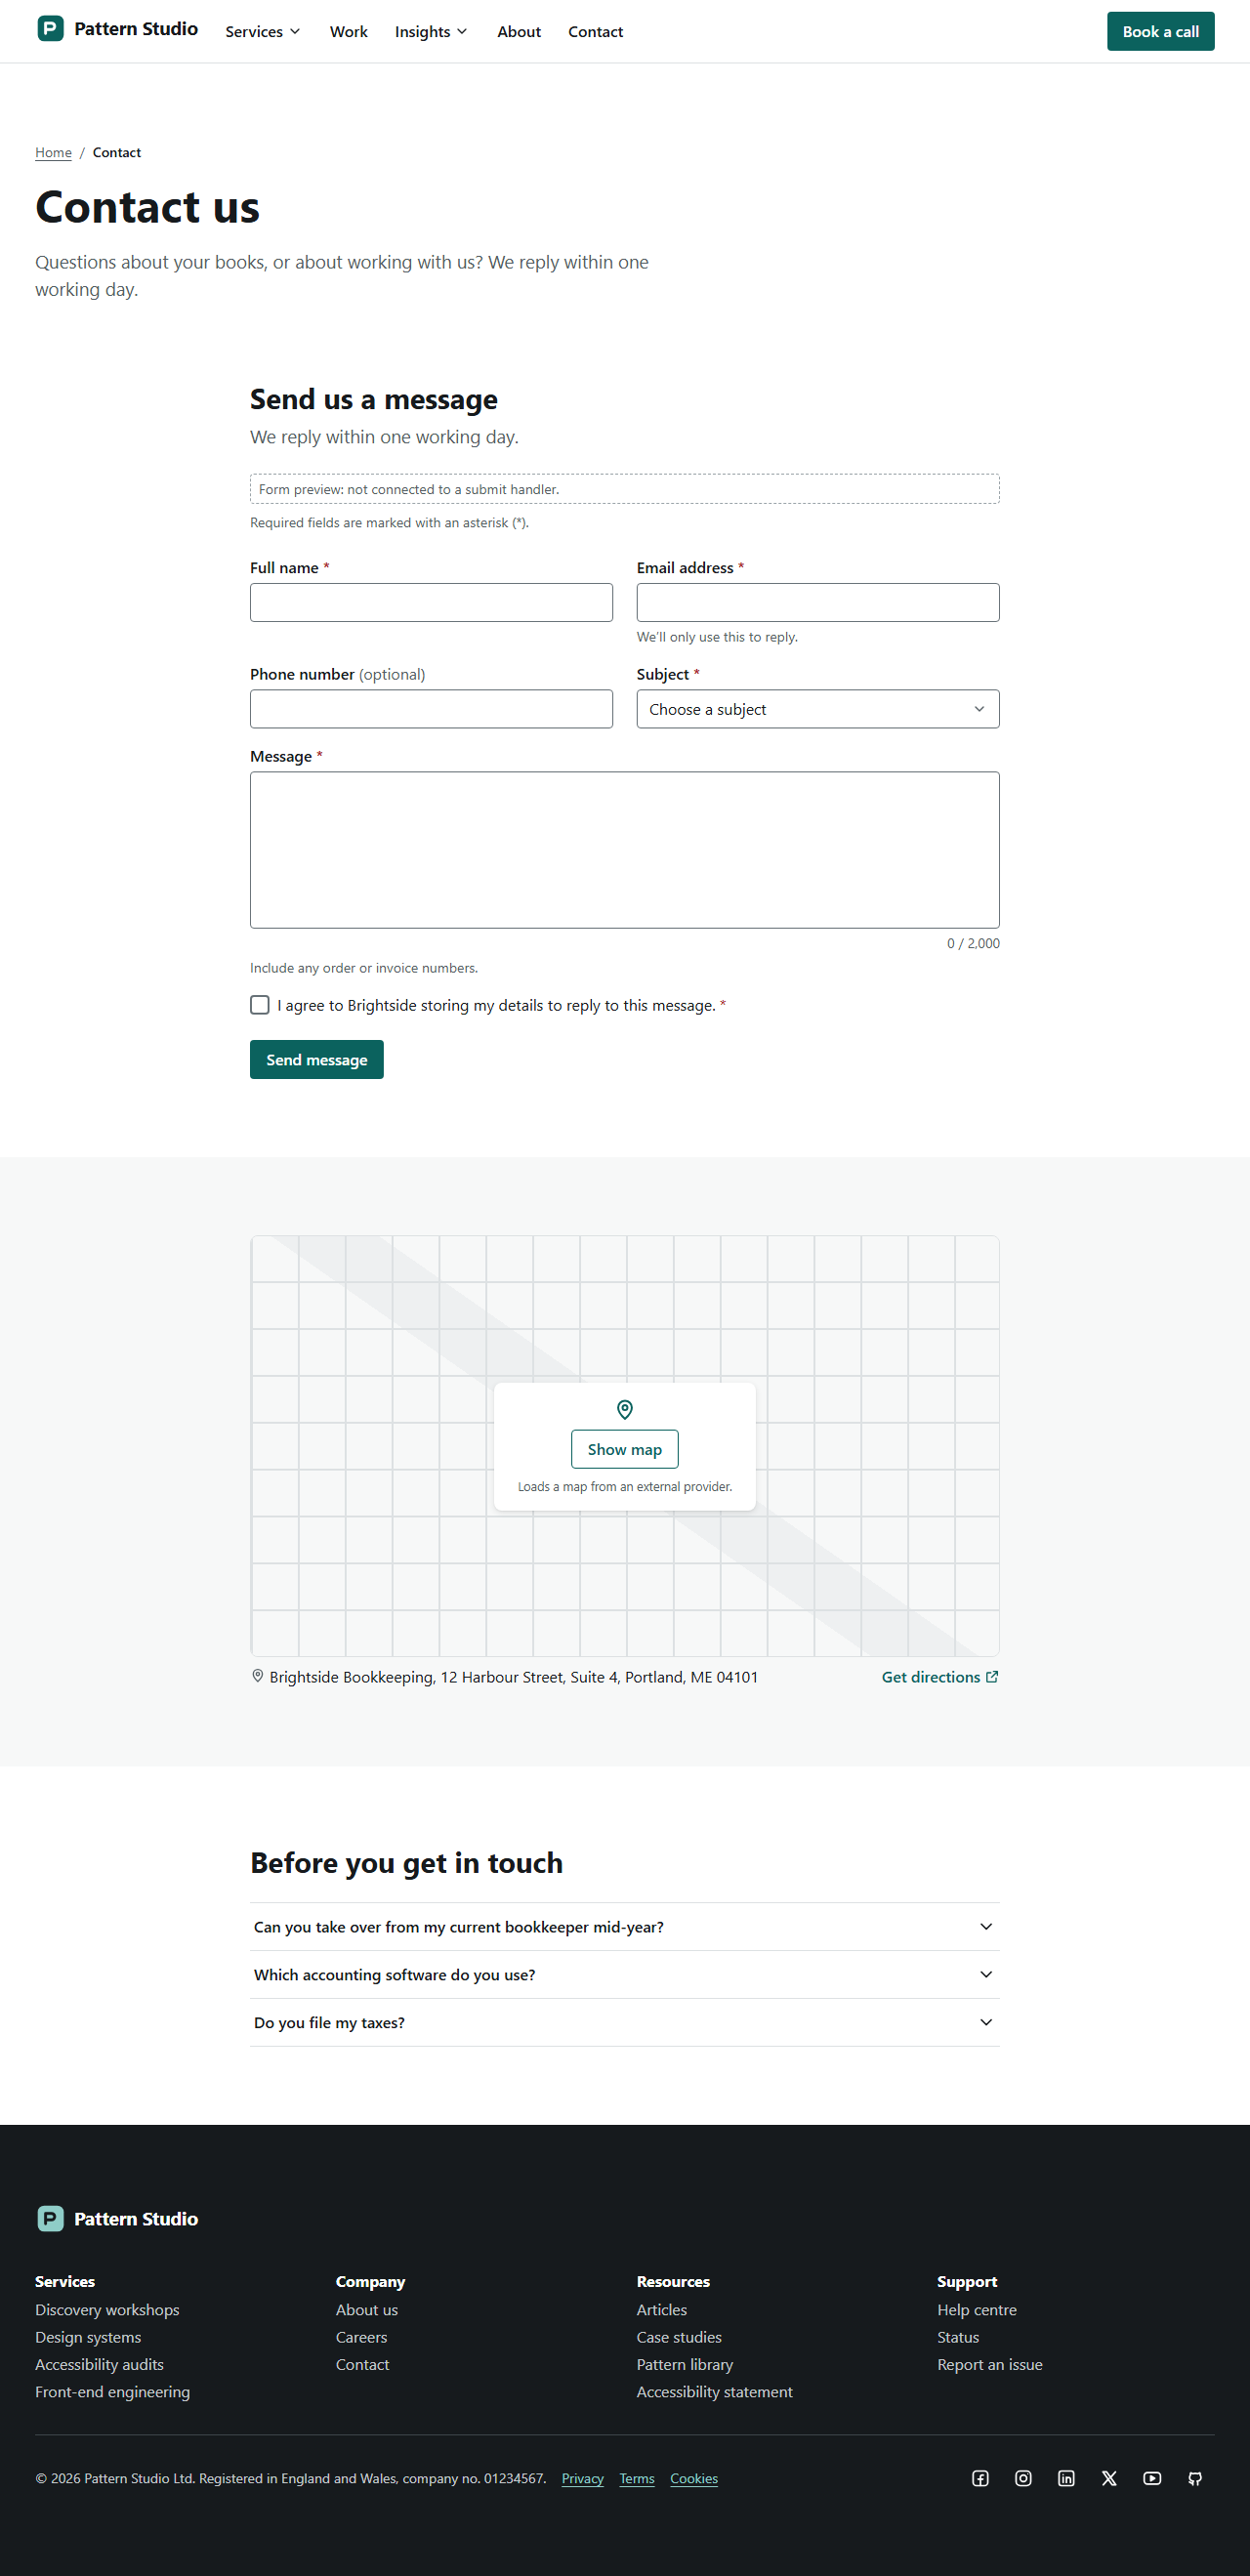 Pattern Studio
Services
Work
Insights
About
Contact
Book a call
Home / Contact
Contact us
Questions about your books, or about working with us? We reply within one
working day.
Send us a message
We reply within one working day.
Form preview: not connected to a submit handler.
Required fields are marked with an asterisk (*).
Full name *
Email address *
We'll only use this to reply.
Phone number (optional)
Subject *
Choose a subject
Message *
0 / 2,000
Include any order or invoice numbers.
I agree to Brightside storing my details to reply to this message. *
Send message
Show map
Loads a map from an external provider.
Brightside Bookkeeping, 12 Harbour Street, Suite 4, Portland, ME 04101
Get directions
Before you get in touch
Can you take over from my current bookkeeper mid-year?
Which accounting software do you use?
Do you file my taxes?
Pattern Studio
Services
Discovery workshops
Design systems
Accessibility audits
Front-end engineering
Company
About us
Careers
Contact
Resources
Articles
Case studies
Pattern library
Accessibility statement
Support
Help centre
Status
Report an issue
© 2026 Pattern Studio Ltd. Registered in England and Wales, company no. 01234567.
Privacy
Terms
Cookies